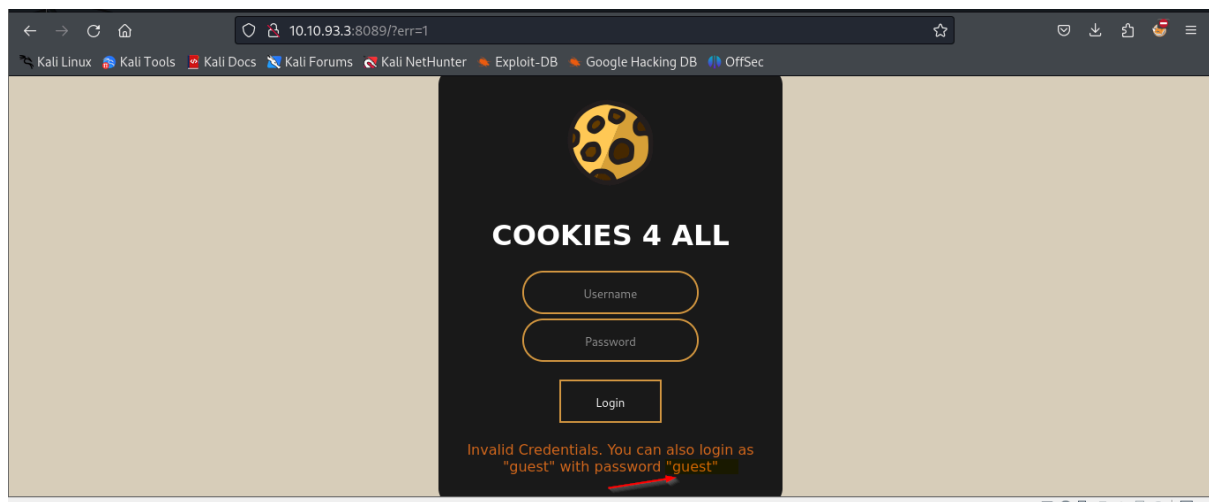 10.10.93.3:8089/?err=1
Kali Linux Kali Tools Kali Docs Kali Forums Kali NetHunter Exploit-DB Google Hacking DB OffSec
COOKIES 4 ALL
Username
Password
Login
Invalid Credentials. You can also login as
"guest" with password "guest"